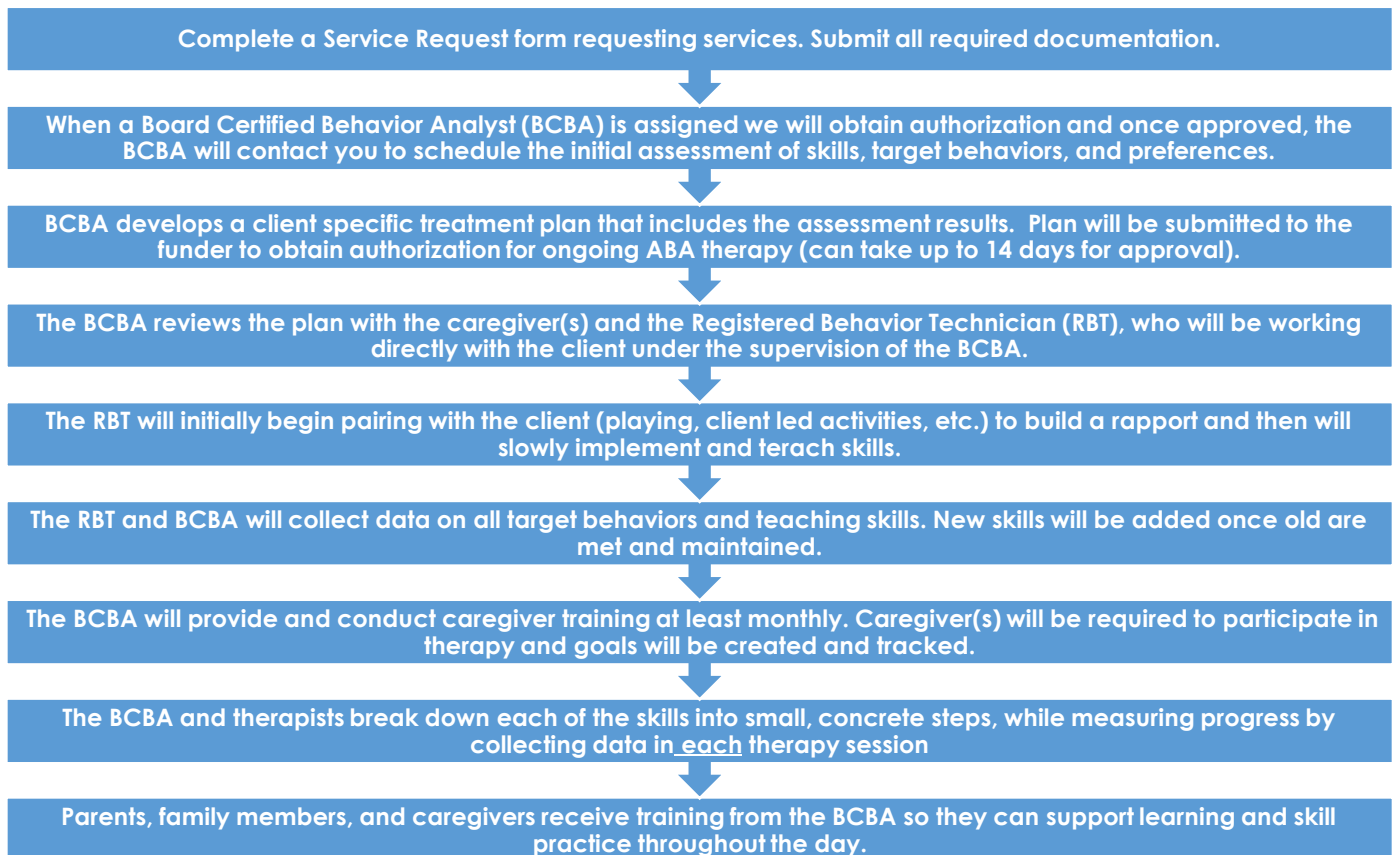 Complete a Service Request form requesting services. Submit all required documentation.
When a Board Certified Behavior Analyst (BCBA) is assigned we will obtain authorization and once approved, the
BCBA will contact you to schedule the initial assessment of skills, target behaviors, and preferences.
BCBA develops a client specific treatment plan that includes the assessment results. Plan will be submitted to the
funder to obtain authorization for ongoing ABA therapy (can take up to 14 days for approval).
The BCBA reviews the plan with the caregiver(s) and the Registered Behavior Technician (RBT), who will be working
directly with the client under the supervision of the BCBA.
The RBT will initially begin pairing with the client (playing, client led activities, etc.) to build a rapport and then will
slowly implement and terach skills.
The RBT and BCBA will collect data on all target behaviors and teaching skills. New skills will be added once old are
met and maintained.
The BCBA will provide and conduct caregiver training at least monthly. Caregiver(s) will be required to participate in
therapy and goals will be created and tracked.
The BCBA and therapists break down each of the skills into small, concrete steps, while measuring progress by
collecting data in each therapy session
Parents, family members, and caregivers receive training from the BCBA so they can support learning and skill
practice throughout the day.